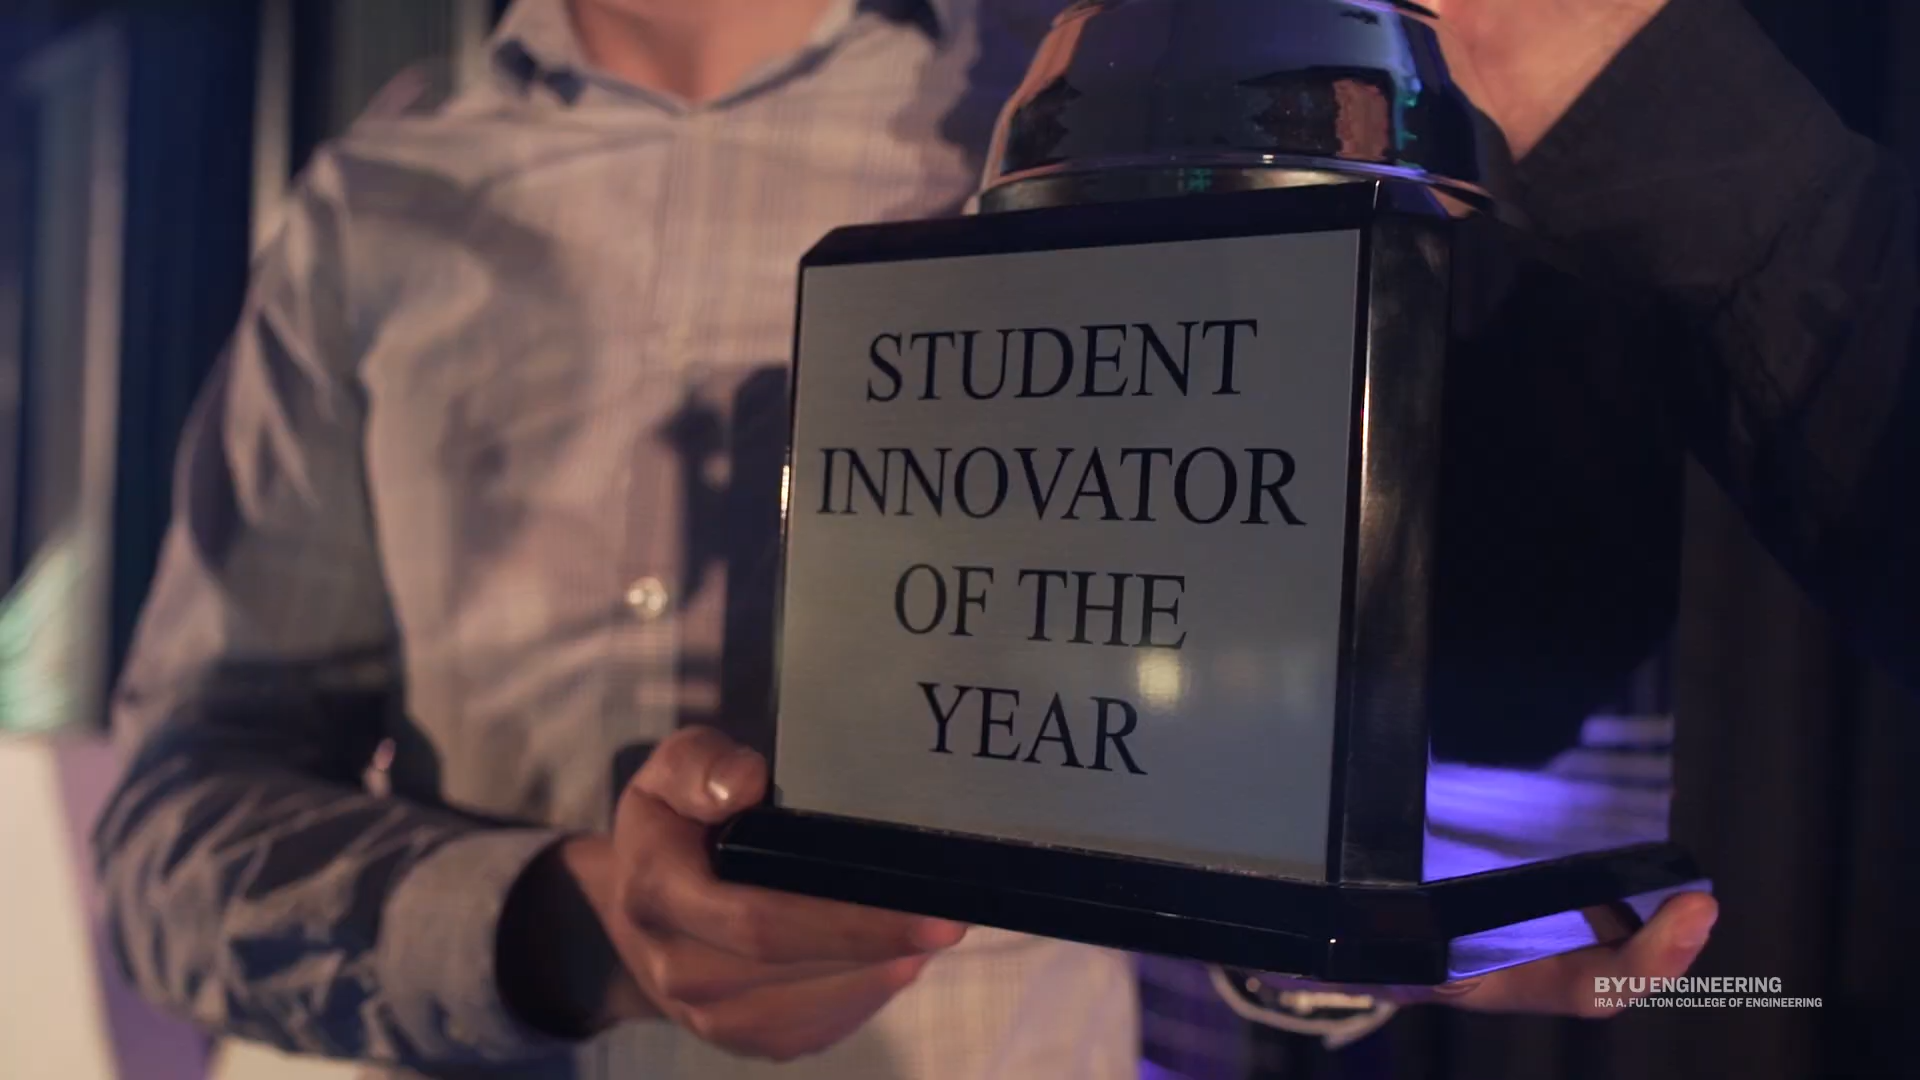 STUDENT
INNOVATOR
OF THE
YEAR
BYU ENGINEERING
IRA A. FULTON COLLEGE OF ENGINEERING